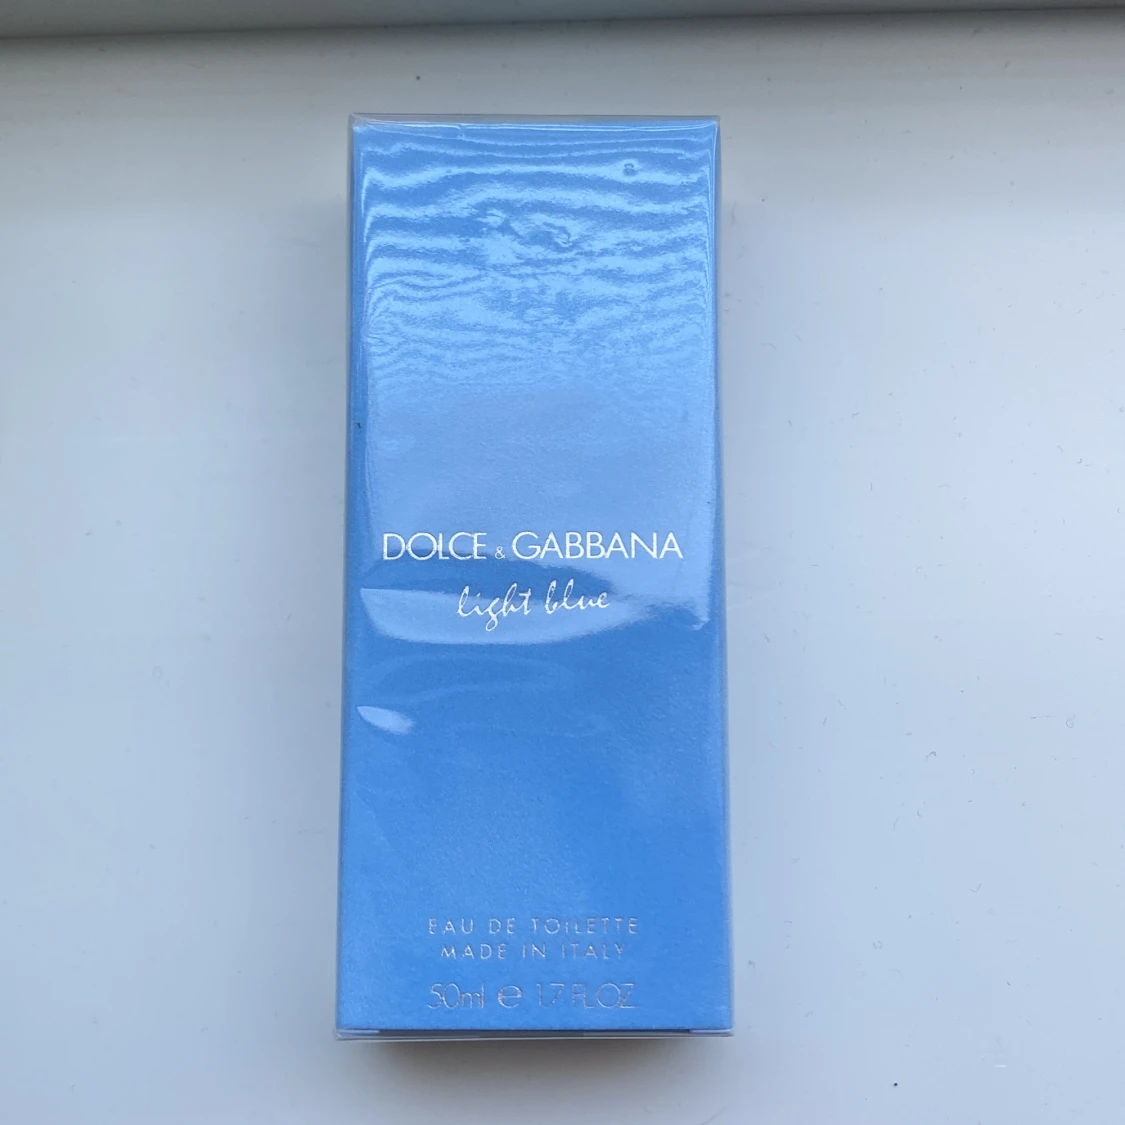 DOLCE & GABBANA
light blue
EAU DE TOILETTE
MADE IN ITALY
50ml e 1.7 FL.OZ